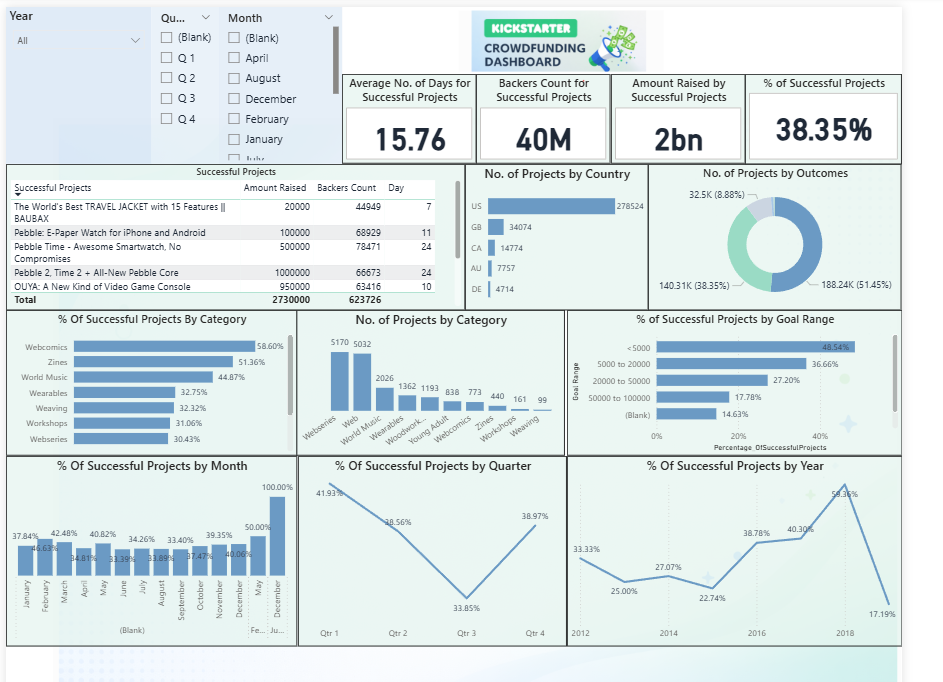 Year
All
Qu...
(Blank)
Q 1
Q 2
Q 3
Q 4
Month
(Blank)
April
August
December
February
January
July
KICKSTARTER
CROWDFUNDING
DASHBOARD
Average No. of Days for
Successful Projects
15.76
Backers Count for
Successful Projects
40M
Amount Raised by
Successful Projects
2bn
% of Successful Projects
38.35%
Successful Projects
Successful Projects Amount Raised Backers Count Day
The World's Best TRAVEL JACKET with 15 Features || 20000 44949 7
BAUBAX
Pebble: E-Paper Watch for iPhone and Android 100000 68929 11
Pebble Time - Awesome Smartwatch, No 500000 78471 24
Compromises
Pebble 2, Time 2 + All-New Pebble Core 1000000 66673 24
OUYA: A New Kind of Video Game Console 950000 63416 10
Total 2730000 623726
No. of Projects by Country
US 278524
GB 34074
CA 14774
AU 7757
DE 4714
No. of Projects by Outcomes
32.5K (8.88%)
140.31K (38.35%)
188.24K (51.45%)
% Of Successful Projects By Category
Webcomics 58.60%
Zines 51.36%
World Music 44.87%
Wearables 32.75%
Weaving 32.32%
Workshops 31.06%
Webseries 30.43%
No. of Projects by Category
5170 5032 2026 1362 1193 838 773 440 161 99
Webseries Web World Music Wearables Woodwork... Young Adult Webcomics Zines Workshops Weaving
% of Successful Projects by Goal Range
Goal Range
<5000 48.54%
5000 to 20000 36.66%
20000 to 50000 27.20%
50000 to 100000 17.78%
(Blank) 14.63%
0% 20% 40%
Percentage_OfSuccessfulProjects
% Of Successful Projects by Month
37.84% 46.63% 42.48% 34.81% 40.82% 33.39% 34.26% 33.89% 33.40% 37.47% 39.35% 40.06% 50.00% 100.00%
January February March April May June July August September October November December May December
(Blank) Fe... Ju...
% Of Successful Projects by Quarter
41.93%
38.56%
33.85%
38.97%
Qtr 1 Qtr 2 Qtr 3 Qtr 4
% Of Successful Projects by Year
33.33%
25.00%
27.07%
22.74%
38.78%
40.30%
59.36%
17.19%
2012 2014 2016 2018